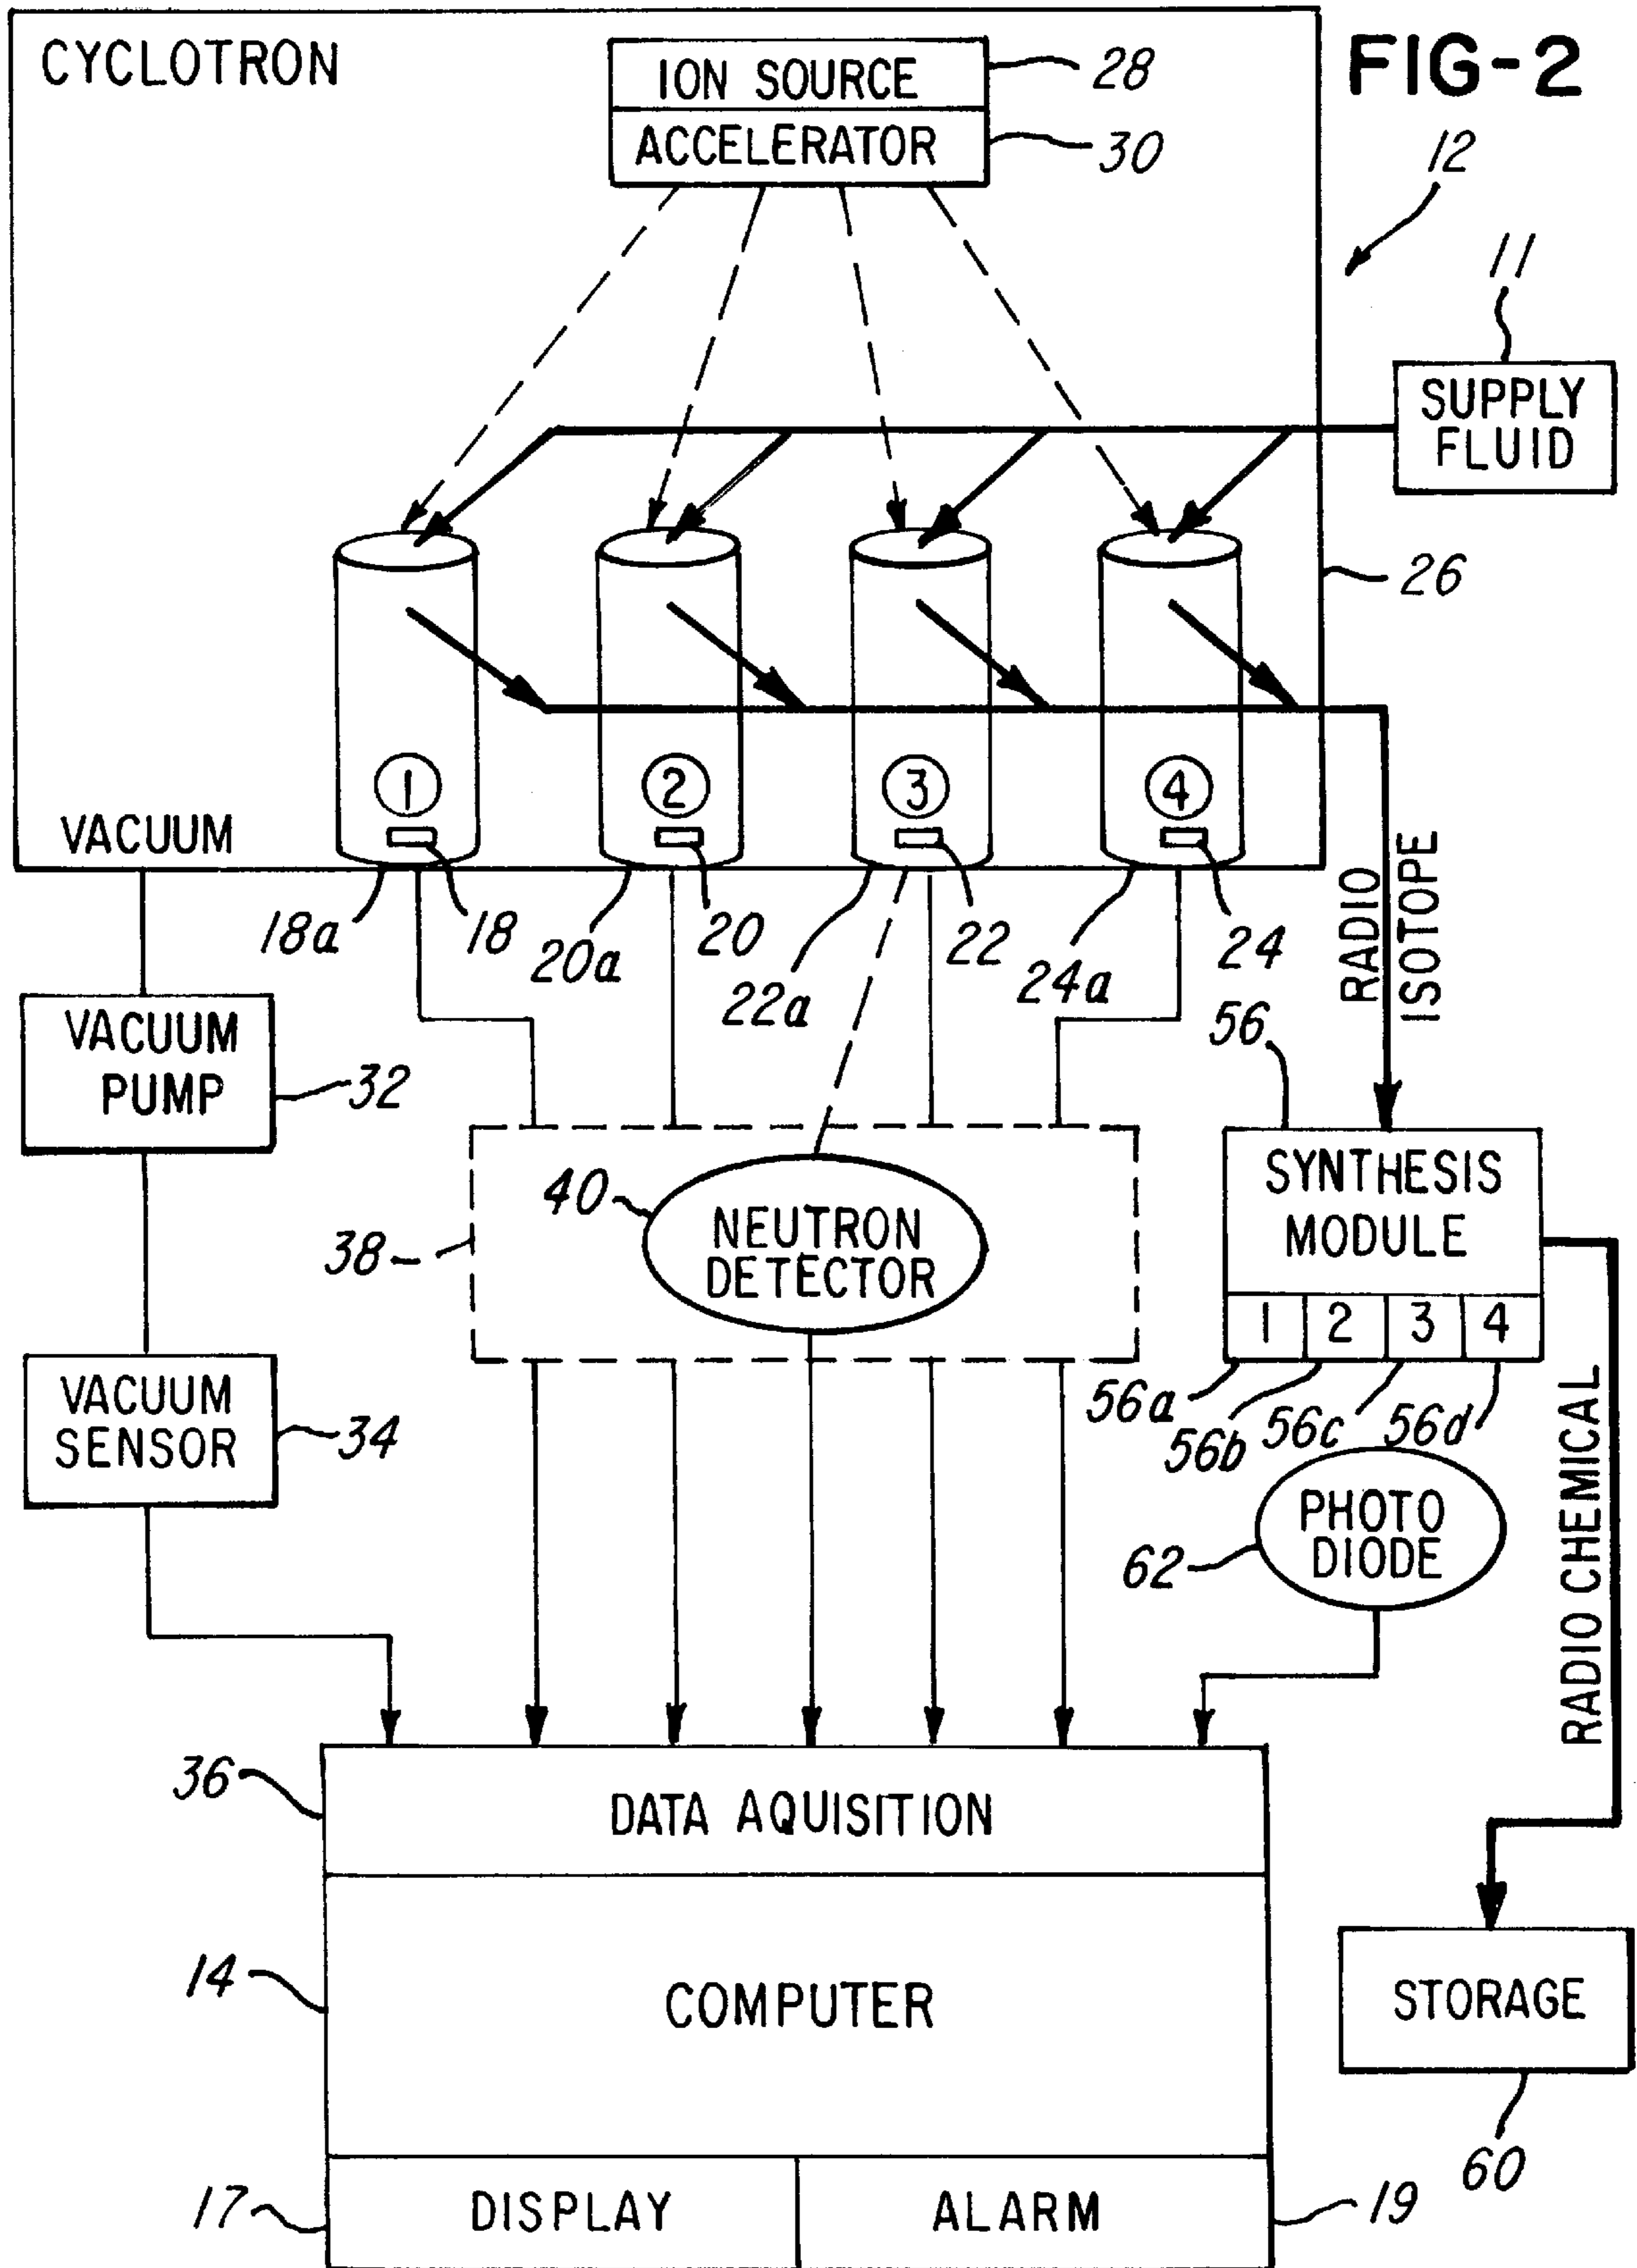 FIG-2
CYCLOTRON
ION SOURCE
28
ACCELERATOR
30
12
11
SUPPLY
FLUID
26
1
2
3
4
VACUUM
18a
18
20a
20
22a
22
24a
24
RADIO
ISOTOPE
56
VACUUM
PUMP
32
38
40
NEUTRON
DETECTOR
SYNTHESIS
MODULE
1 2 3 4
56a
56b
56c
56d
VACUUM
SENSOR
34
PHOTO
DIODE
62
RADIO CHEMICAL
36
DATA AQUISITION
14
COMPUTER
STORAGE
60
17
DISPLAY
ALARM
19